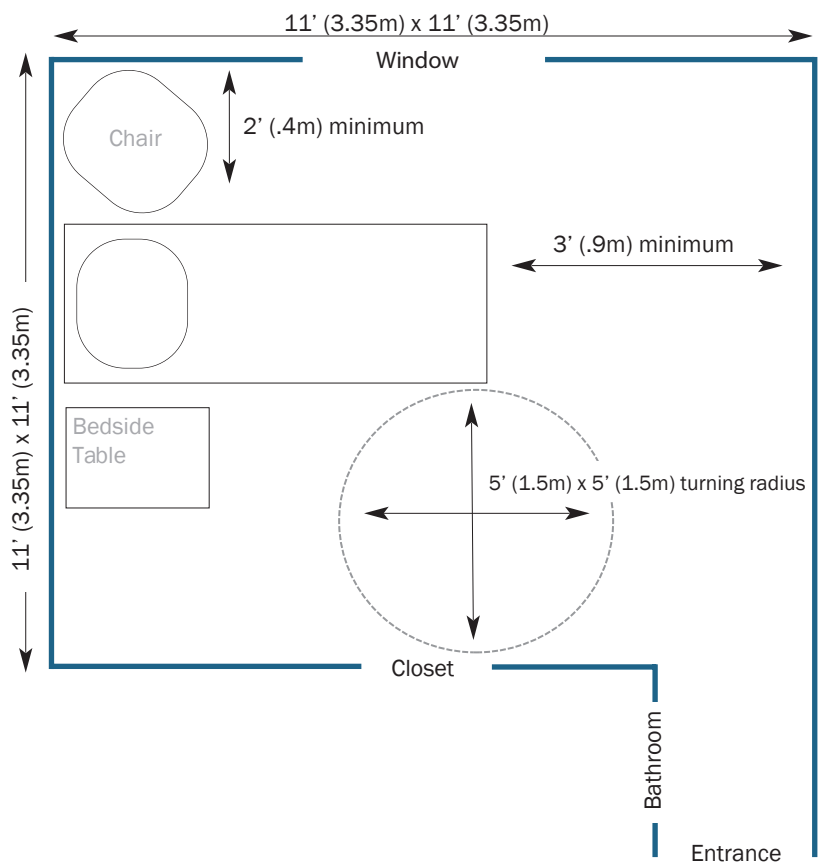 11’ (3.35m) x 11’ (3.35m)
Window
Chair
2’ (.4m) minimum
3’ (.9m) minimum
11’ (3.35m) x 11’ (3.35m)
Bedside
Table
5’ (1.5m) x 5’ (1.5m) turning radius
Closet
Bathroom
Entrance